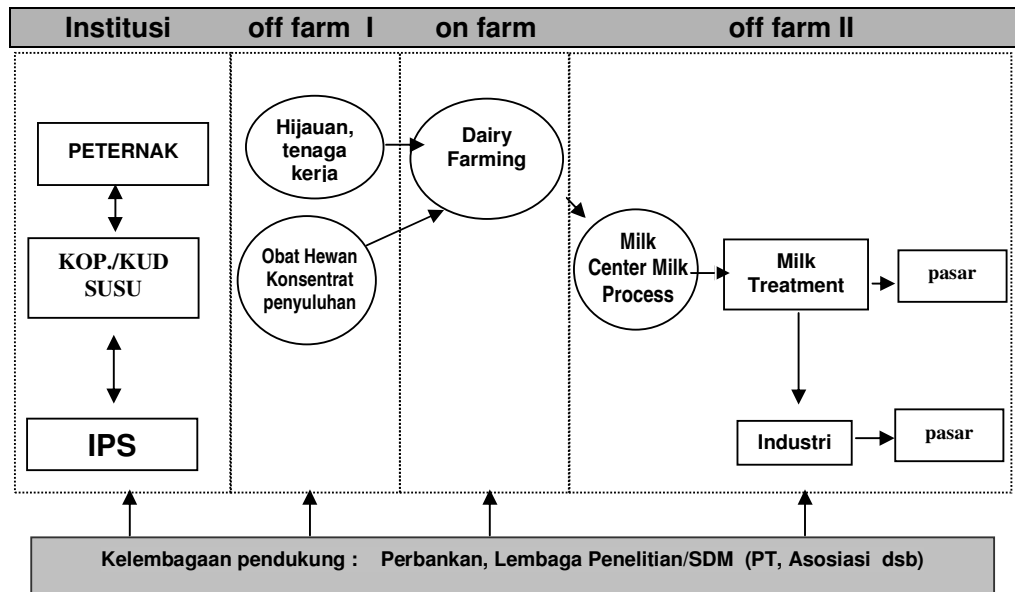 Institusi off farm I on farm off farm II
PETERNAK
KOP./KUD
SUSU
IPS
Hijauan,
tenaga
kerja
Obat Hewan
Konsentrat
penyuluhan
Dairy
Farming
Milk
Center Milk
Process
Milk
Treatment
pasar
Industri
pasar
Kelembagaan pendukung : Perbankan, Lembaga Penelitian/SDM (PT, Asosiasi dsb)